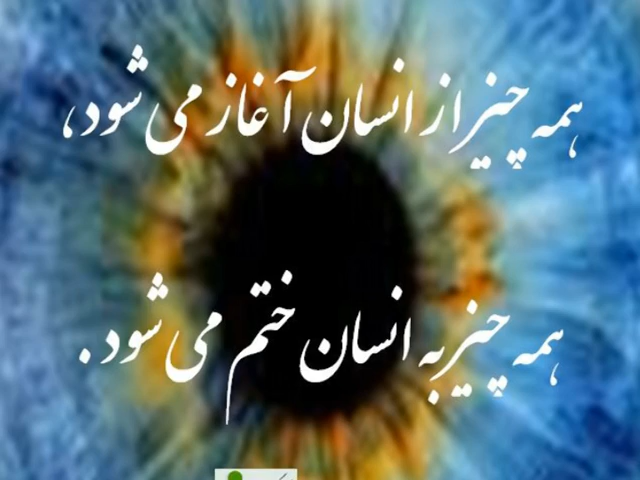 همه چیز از انسان آغاز می شود،
همه چیز به انسان ختم می شود.